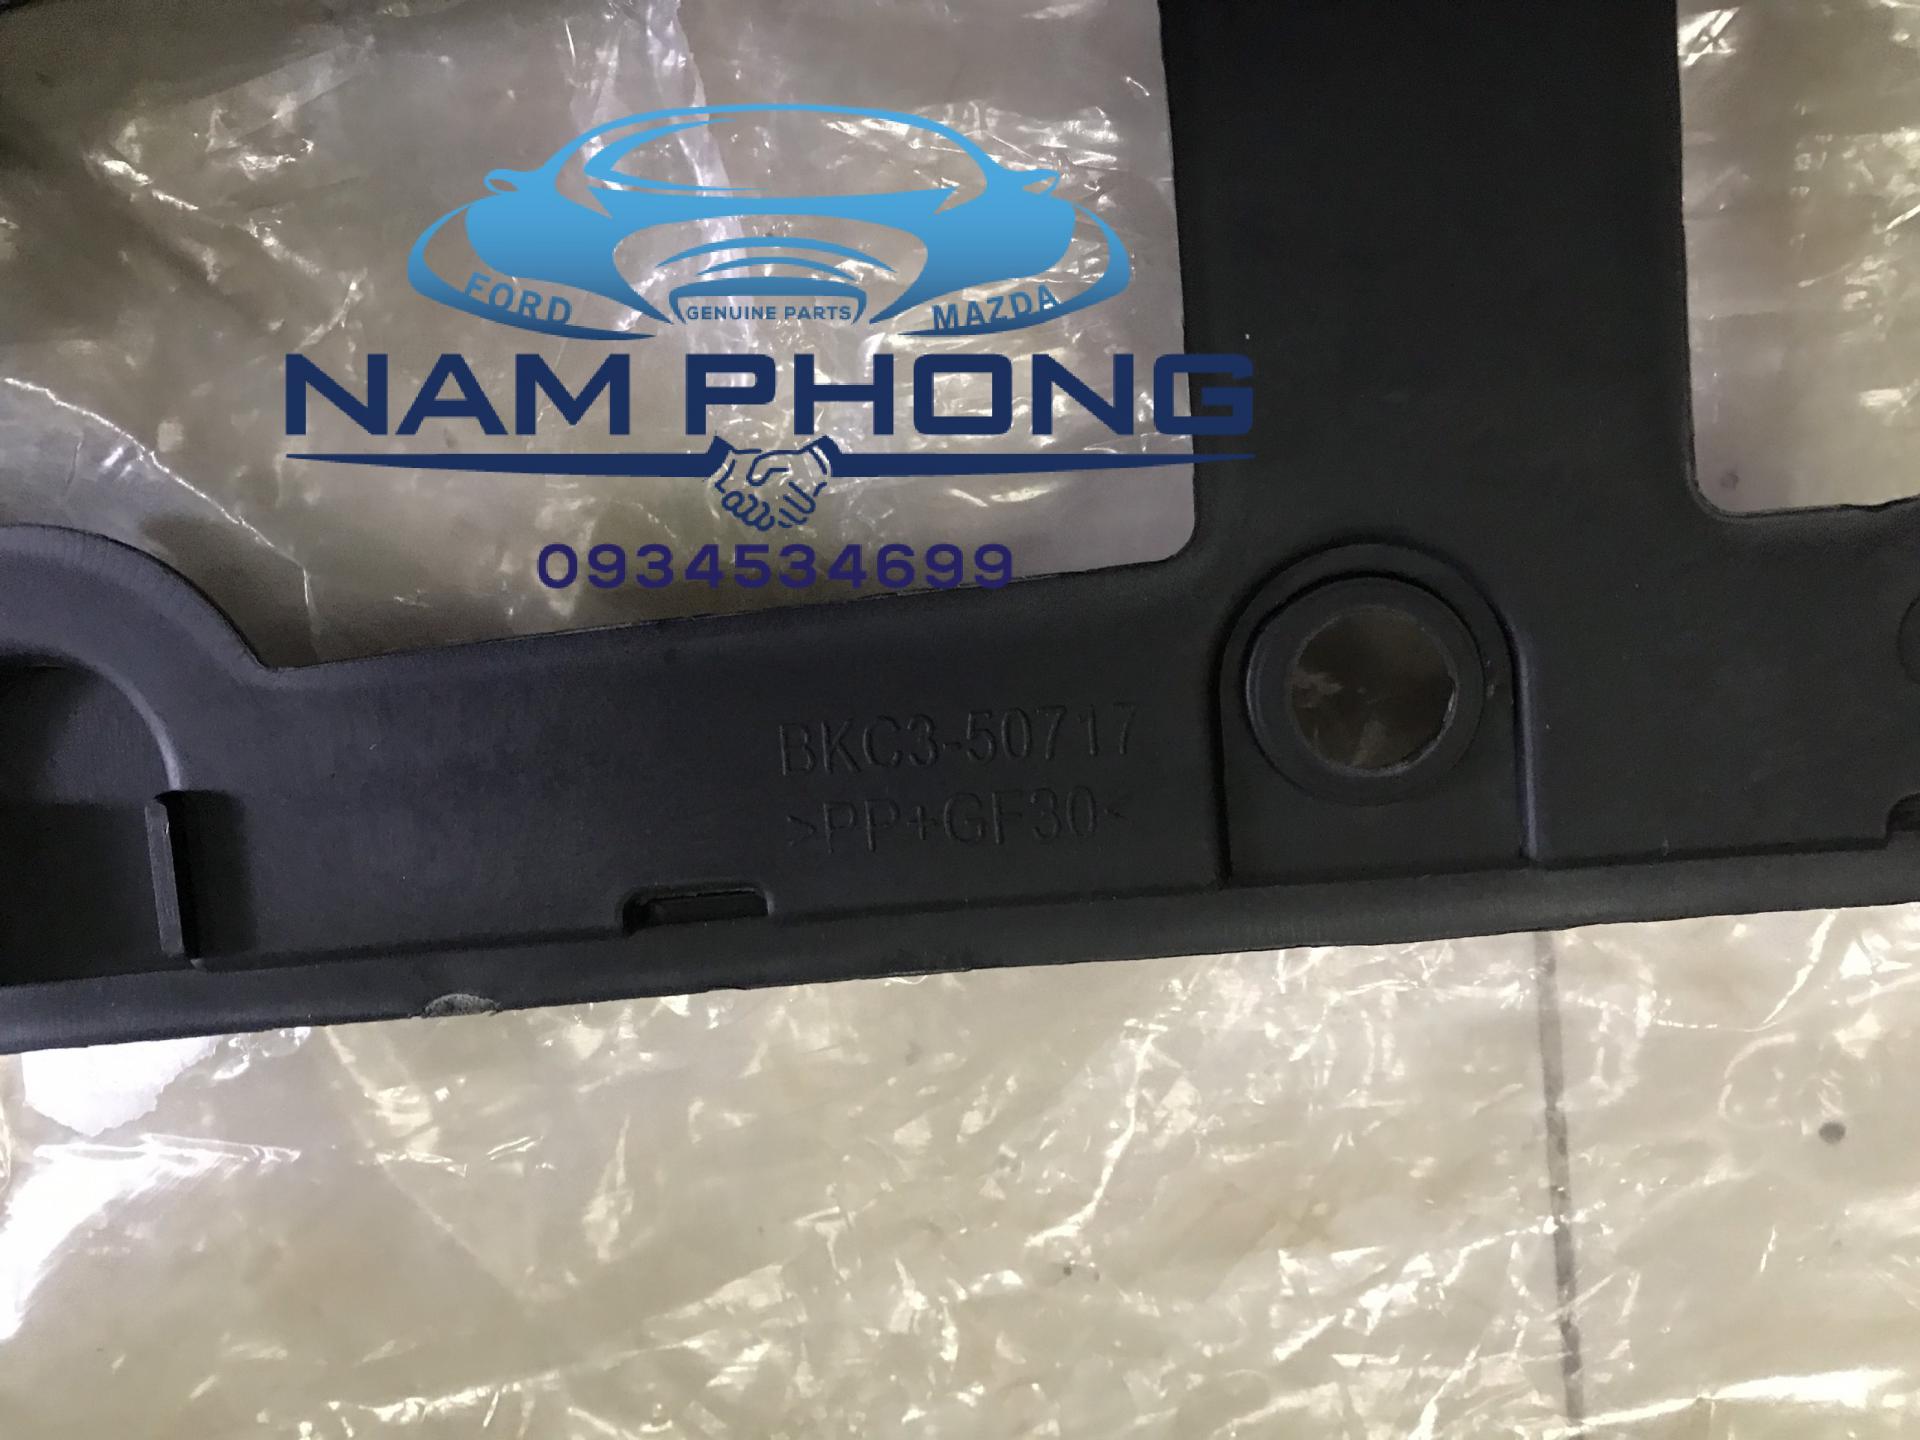 FORD
GENUINE PARTS
MAZDA
NAM PHONG
0934534699
BKC3-50717
>PP+GF30<